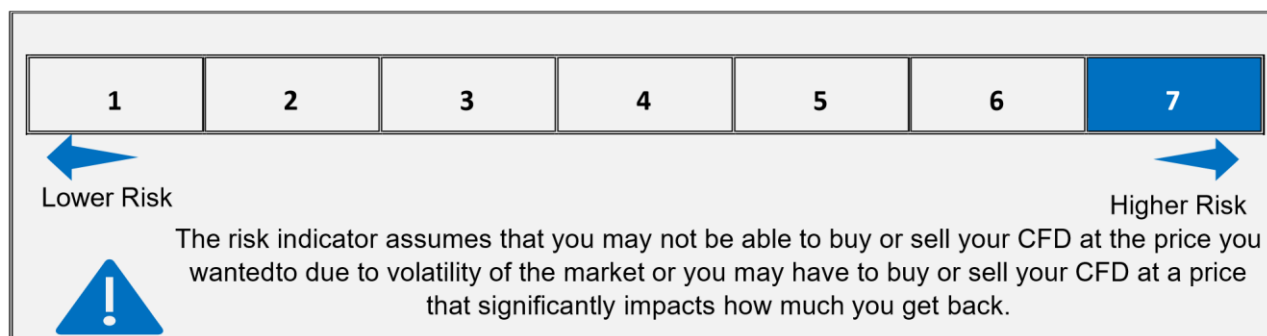 1 2 3 4 5 6 7
Lower Risk
Higher Risk
The risk indicator assumes that you may not be able to buy or sell your CFD at the price you
wantedto due to volatility of the market or you may have to buy or sell your CFD at a price
that significantly impacts how much you get back.